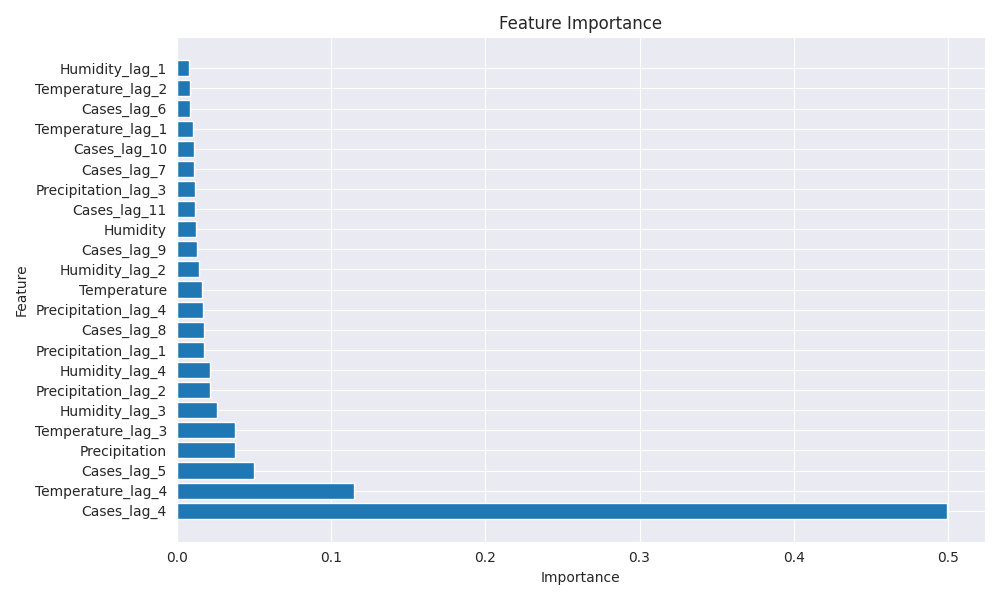 Feature Importance
Humidity_lag_1
Temperature_lag_2
Cases_lag_6
Temperature_lag_1
Cases_lag_10
Cases_lag_7
Precipitation_lag_3
Cases_lag_11
Humidity
Cases_lag_9
Humidity_lag_2
Temperature
Precipitation_lag_4
Cases_lag_8
Precipitation_lag_1
Humidity_lag_4
Precipitation_lag_2
Humidity_lag_3
Temperature_lag_3
Precipitation
Cases_lag_5
Temperature_lag_4
Cases_lag_4
Feature
0.0 0.1 0.2 0.3 0.4 0.5
Importance